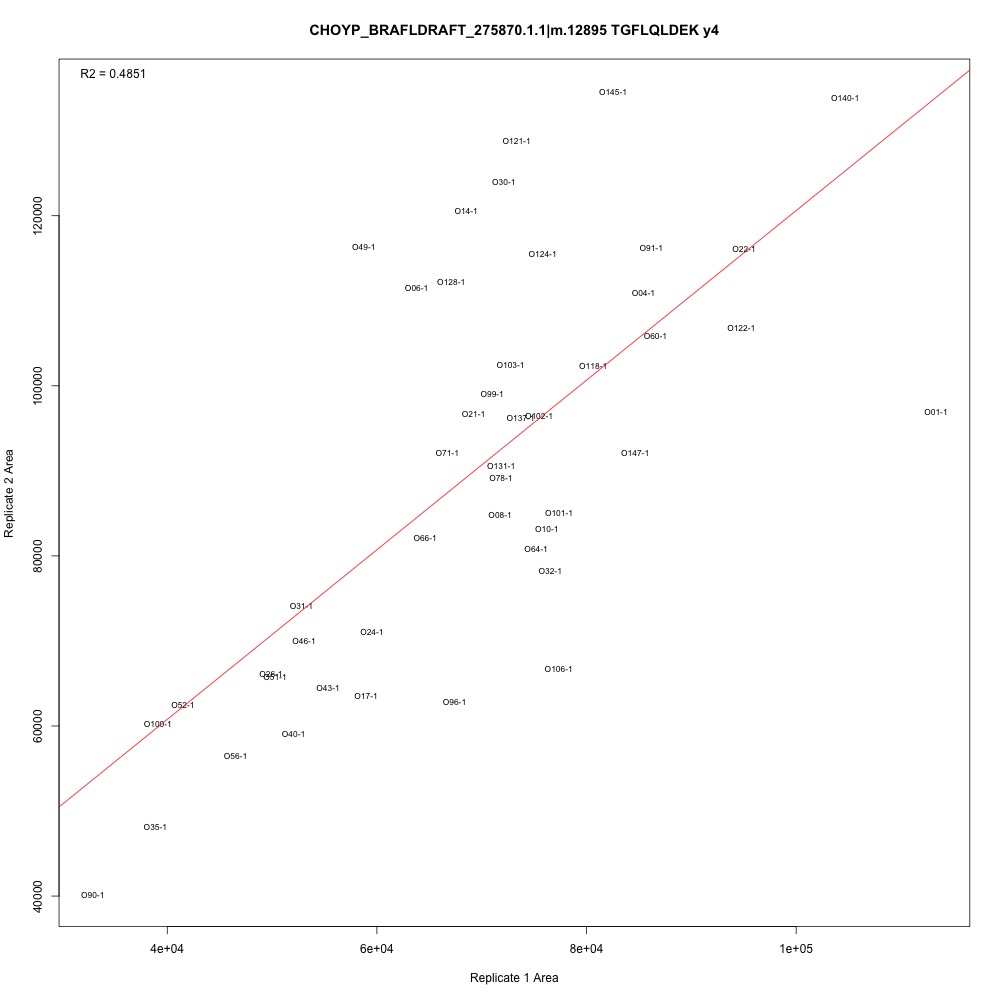 CHOYP_BRAFLDRAFT_275870.1.1|m.12895 TGFLQLDEK y4
R2 = 0.4851
O145-1
O140-1
O121-1
O30-1
O14-1
O49-1
O91-1
O22-1
O124-1
O128-1
O06-1
O04-1
O122-1
O60-1
O103-1
O118-1
O99-1
O01-1
O21-1
O137-1
O102-1
O71-1
O147-1
O131-1
O78-1
O08-1
O101-1
O10-1
O66-1
O64-1
O32-1
O31-1
O24-1
O46-1
O106-1
O26-1
O51-1
O43-1
O17-1
O96-1
O52-1
O100-1
O40-1
O56-1
O35-1
O90-1
120000
100000
80000
60000
40000
Replicate 2 Area
4e+04 6e+04 8e+04 1e+05
Replicate 1 Area